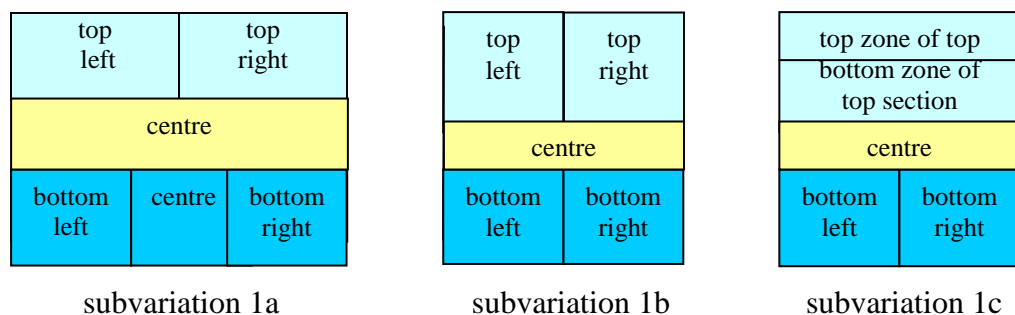 top
left
top
right
centre
bottom
left
centre
bottom
right
subvariation 1a
top
left
top
right
centre
bottom
left
bottom
right
subvariation 1b
top zone of top
bottom zone of
top section
centre
bottom
left
bottom
right
subvariation 1c